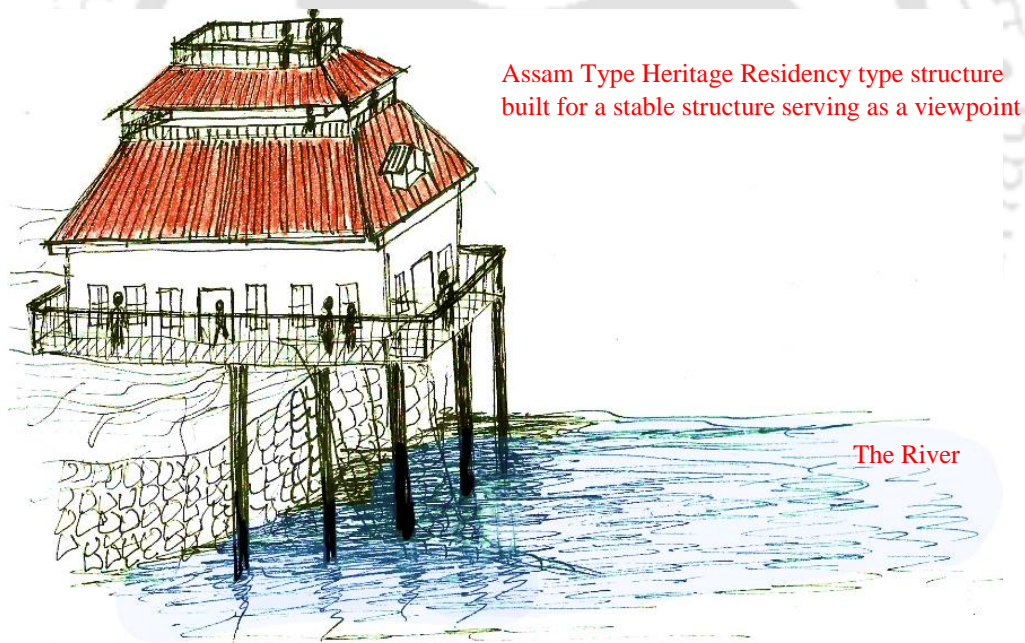 Assam Type Heritage Residency type structure
built for a stable structure serving as a viewpoint
The River